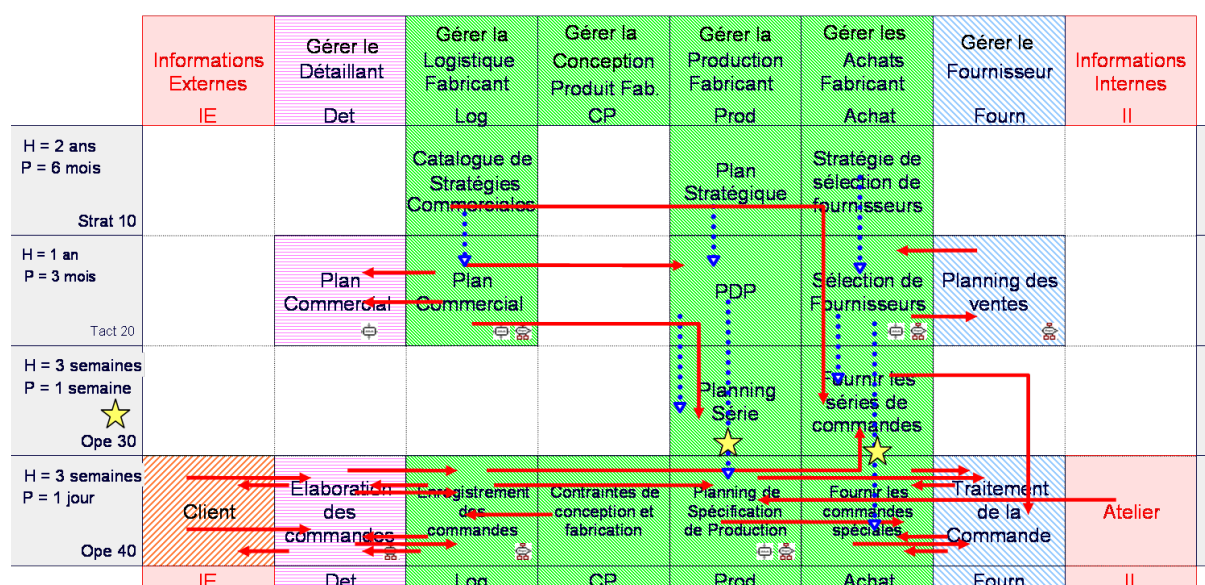 Informations
Externes
IE
Gérer le
Détaillant
Det
Gérer la
Logistique
Fabricant
Log
Gérer la
Conception
Produit Fab.
CP
Gérer la
Production
Fabricant
Prod
Gérer les
Achats
Fabricant
Achat
Gérer le
Fournisseur
Fourn
Informations
Internes
II
H = 2 ans
P = 6 mois
Strat 10
Catalogue de
Stratégies
Commerciales
Plan
Stratégique
Stratégie de
sélection de
fournisseurs
H = 1 an
P = 3 mois
Tact 20
Plan
Commercial
Plan
Commercial
PDP
Sélection de
Fournisseurs
Planning des
ventes
H = 3 semaines
P = 1 semaine
Ope 30
Planning
Série
Fournir les
séries de
commandes
H = 3 semaines
P = 1 jour
Ope 40
Client
Elaboration
des
commandes
Enregistrement
des
commandes
Contraintes de
conception et
fabrication
Planning de
Spécification
de Production
Fournir les
commandes
spéciales
Traitement
de la
Commande
Atelier
IE
Det
Log
CP
Prod
Achat
Fourn
II